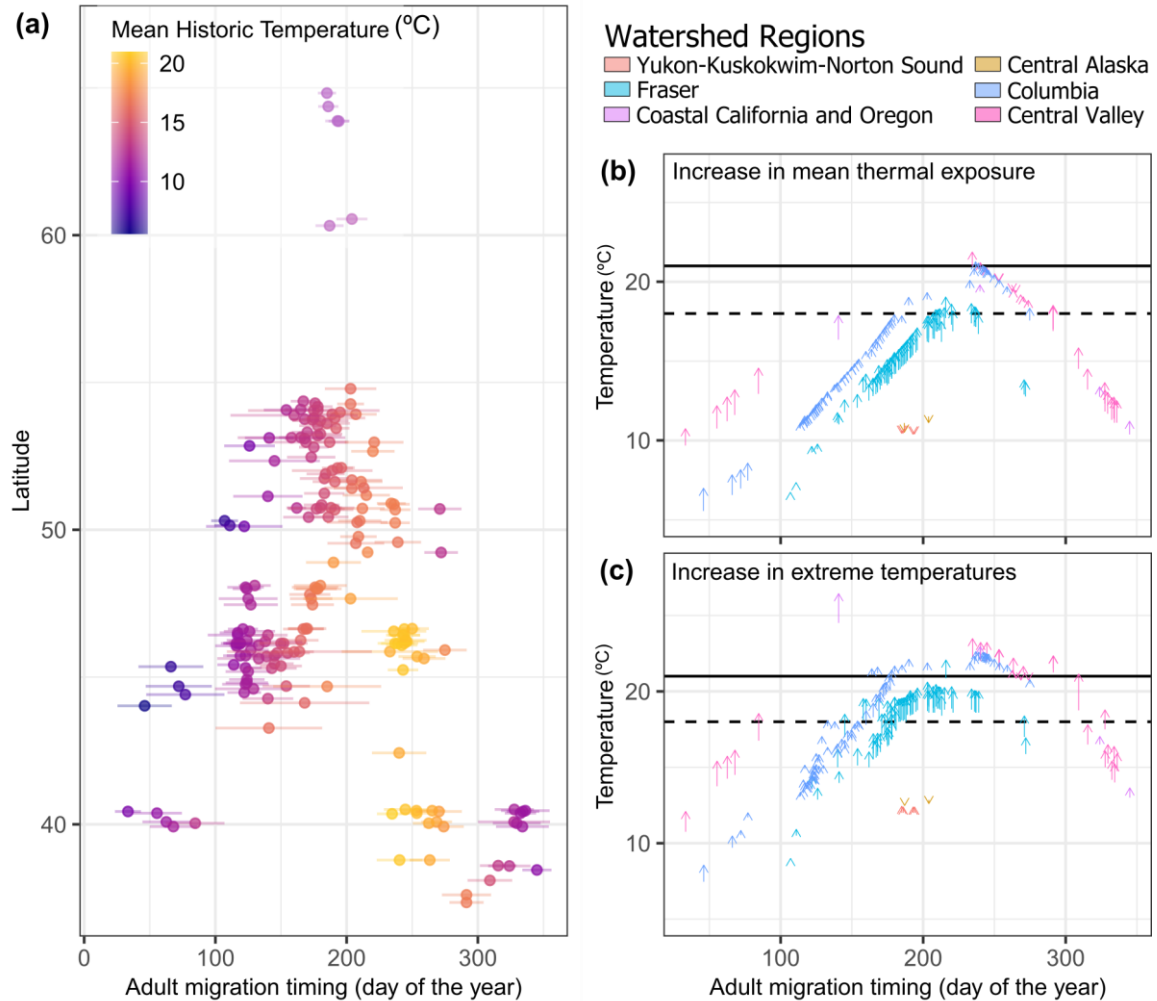 (a)
Mean Historic Temperature (ºC)
20
15
10
60
50
40
Latitude
0
100
200
300
Adult migration timing (day of the year)
Watershed Regions
Yukon-Kuskokwim-Norton Sound
Central Alaska
Fraser
Columbia
Coastal California and Oregon
Central Valley
(b)
Increase in mean thermal exposure
20
10
Temperature (ºC)
(c)
Increase in extreme temperatures
20
10
Temperature (ºC)
100
200
300
Adult migration timing (day of the year)